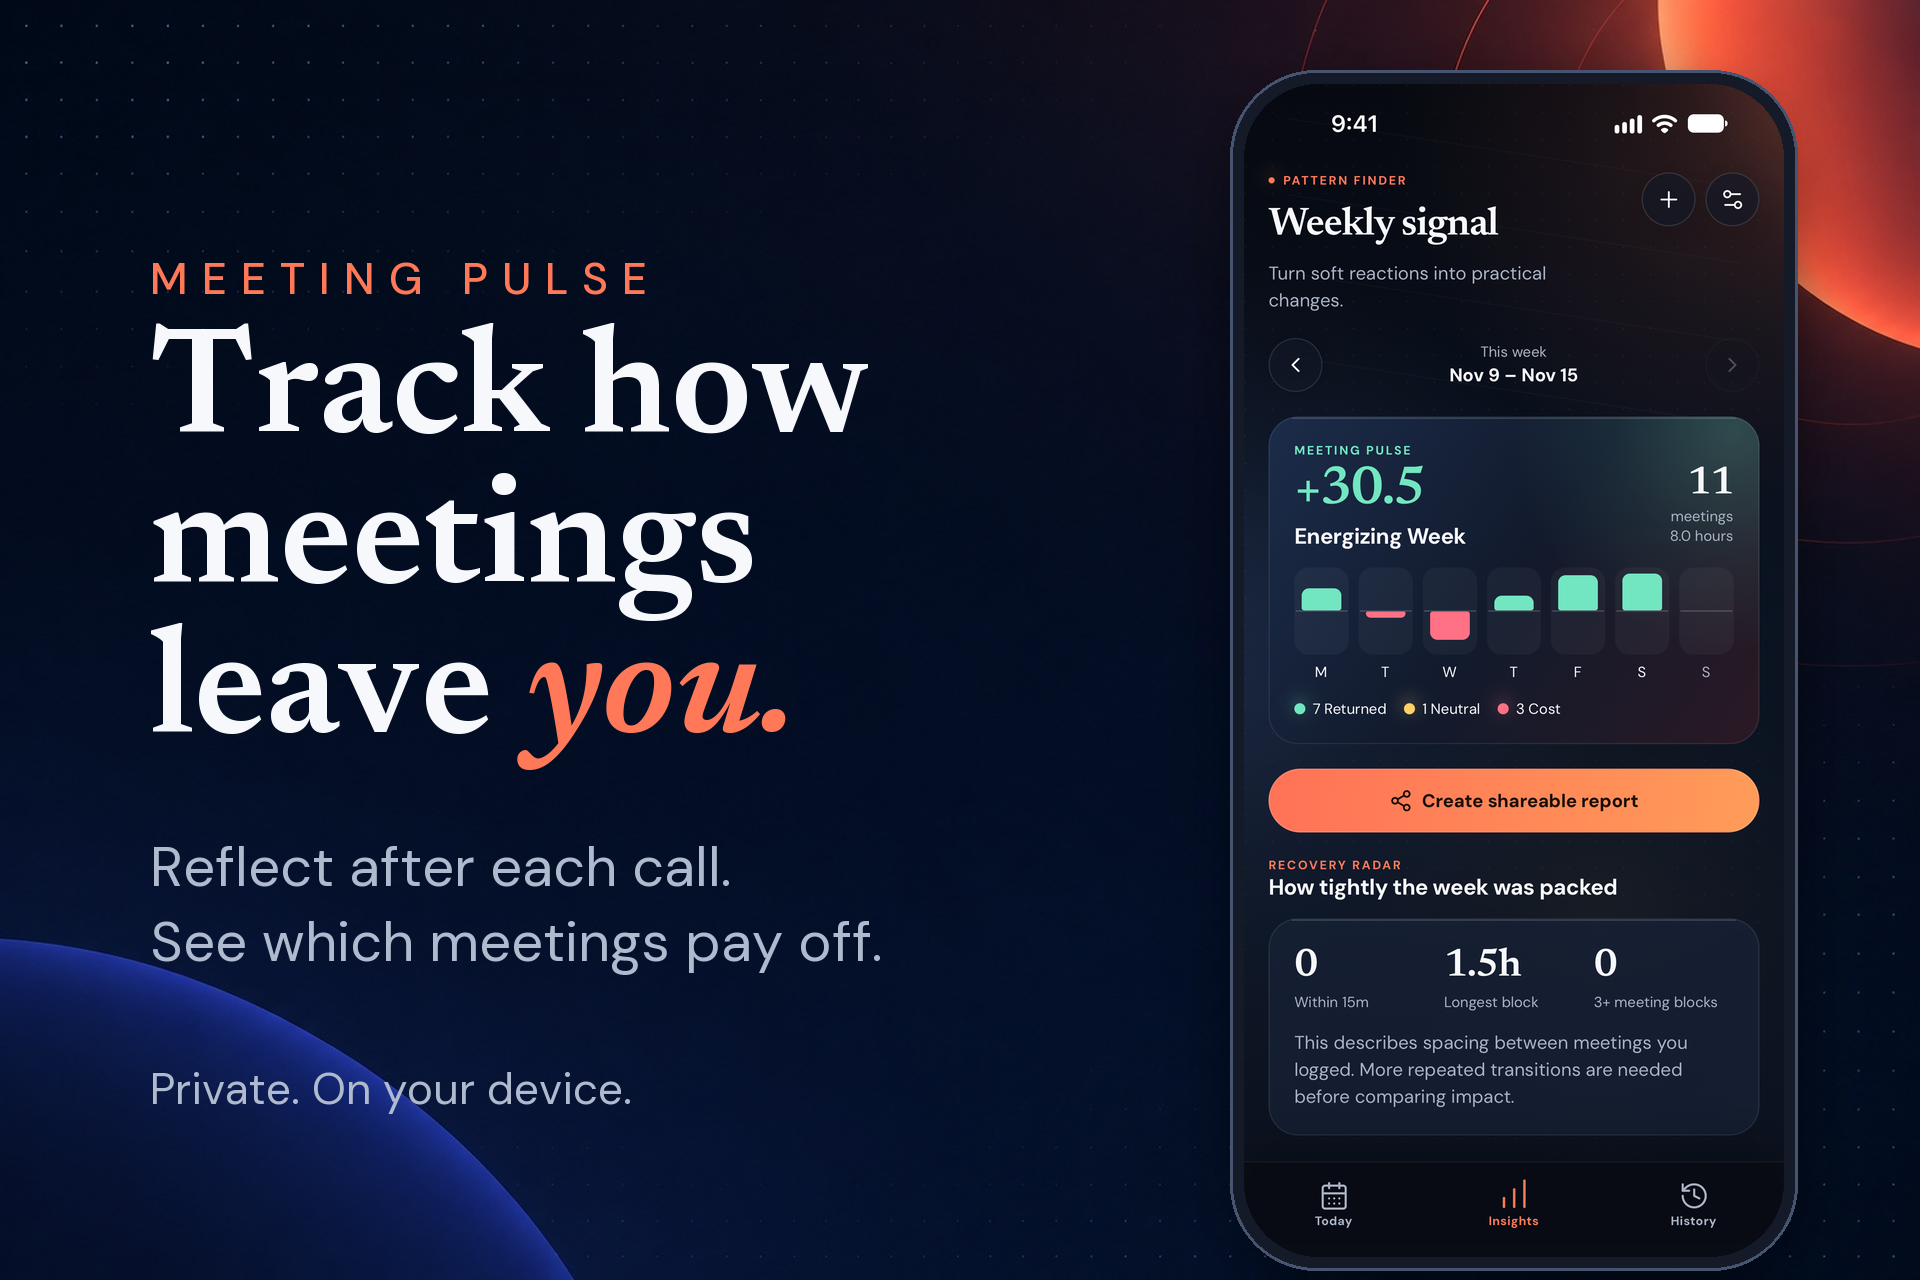 MEETING PULSE
Track how
meetings
leave you.
Reflect after each call.
See which meetings pay off.
Private. On your device.
9:41
PATTERN FINDER
Weekly signal
Turn soft reactions into practical
changes.
This week
Nov 9 – Nov 15
MEETING PULSE
+30.5
Energizing Week
11
meetings
8.0 hours
M T W T F S S
7 Returned 1 Neutral 3 Cost
Create shareable report
RECOVERY RADAR
How tightly the week was packed
0 1.5h 0
Within 15m Longest block 3+ meeting blocks
This describes spacing between meetings you
logged. More repeated transitions are needed
before comparing impact.
Today Insights History